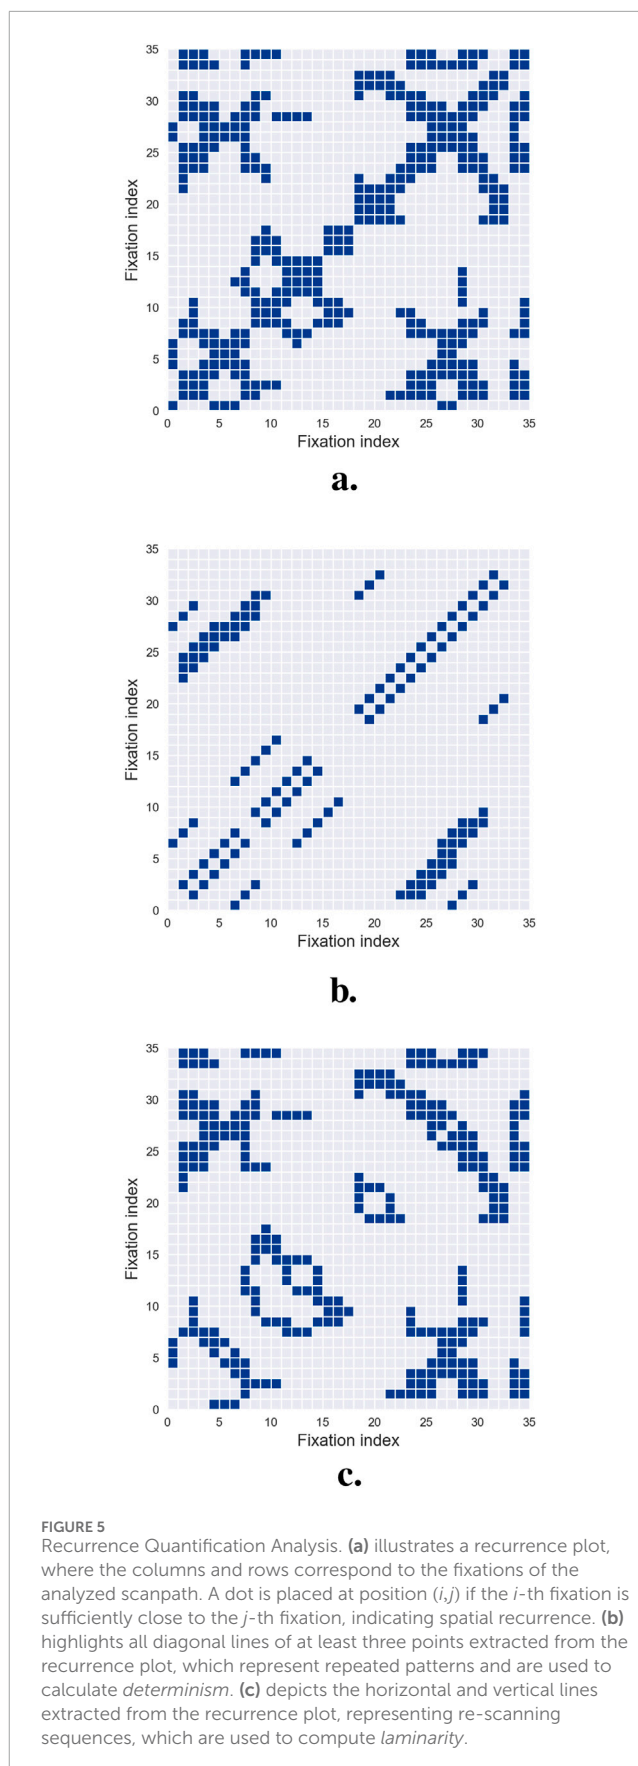 35
30
25
20
15
10
5
0
Fixation index
0 5 10 15 20 25 30 35
Fixation index
a.
35
30
25
20
15
10
5
0
Fixation index
0 5 10 15 20 25 30 35
Fixation index
b.
35
30
25
20
15
10
5
0
Fixation index
0 5 10 15 20 25 30 35
Fixation index
c.
FIGURE 5
Recurrence Quantification Analysis. (a) illustrates a recurrence plot,
where the columns and rows correspond to the fixations of the
analyzed scanpath. A dot is placed at position (i,j) if the i-th fixation is
sufficiently close to the j-th fixation, indicating spatial recurrence. (b)
highlights all diagonal lines of at least three points extracted from the
recurrence plot, which represent repeated patterns and are used to
calculate determinism. (c) depicts the horizontal and vertical lines
extracted from the recurrence plot, representing re-scanning
sequences, which are used to compute laminarity.